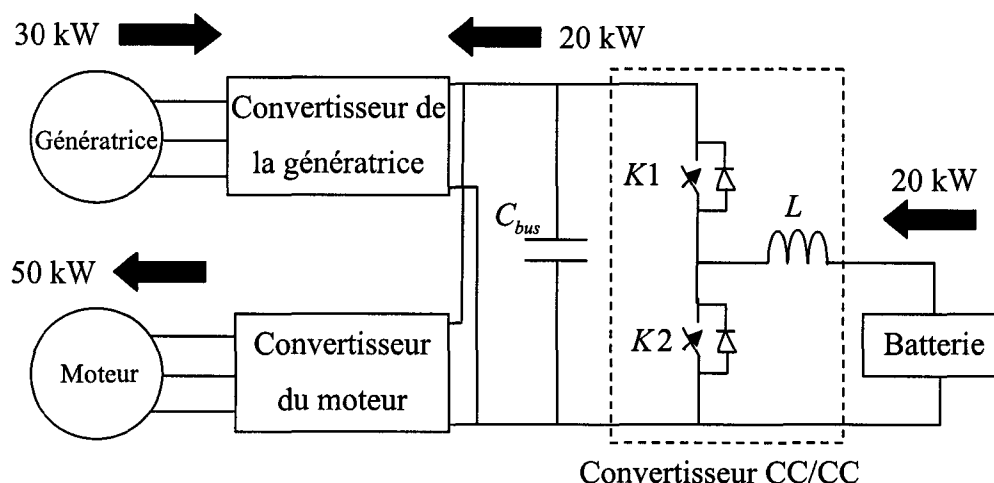 30 kW
20 kW
Génératrice
Convertisseur de
la génératrice
K1
L
20 kW
C_bus
50 kW
Moteur
Convertisseur
du moteur
K2
Batterie
Convertisseur CC/CC